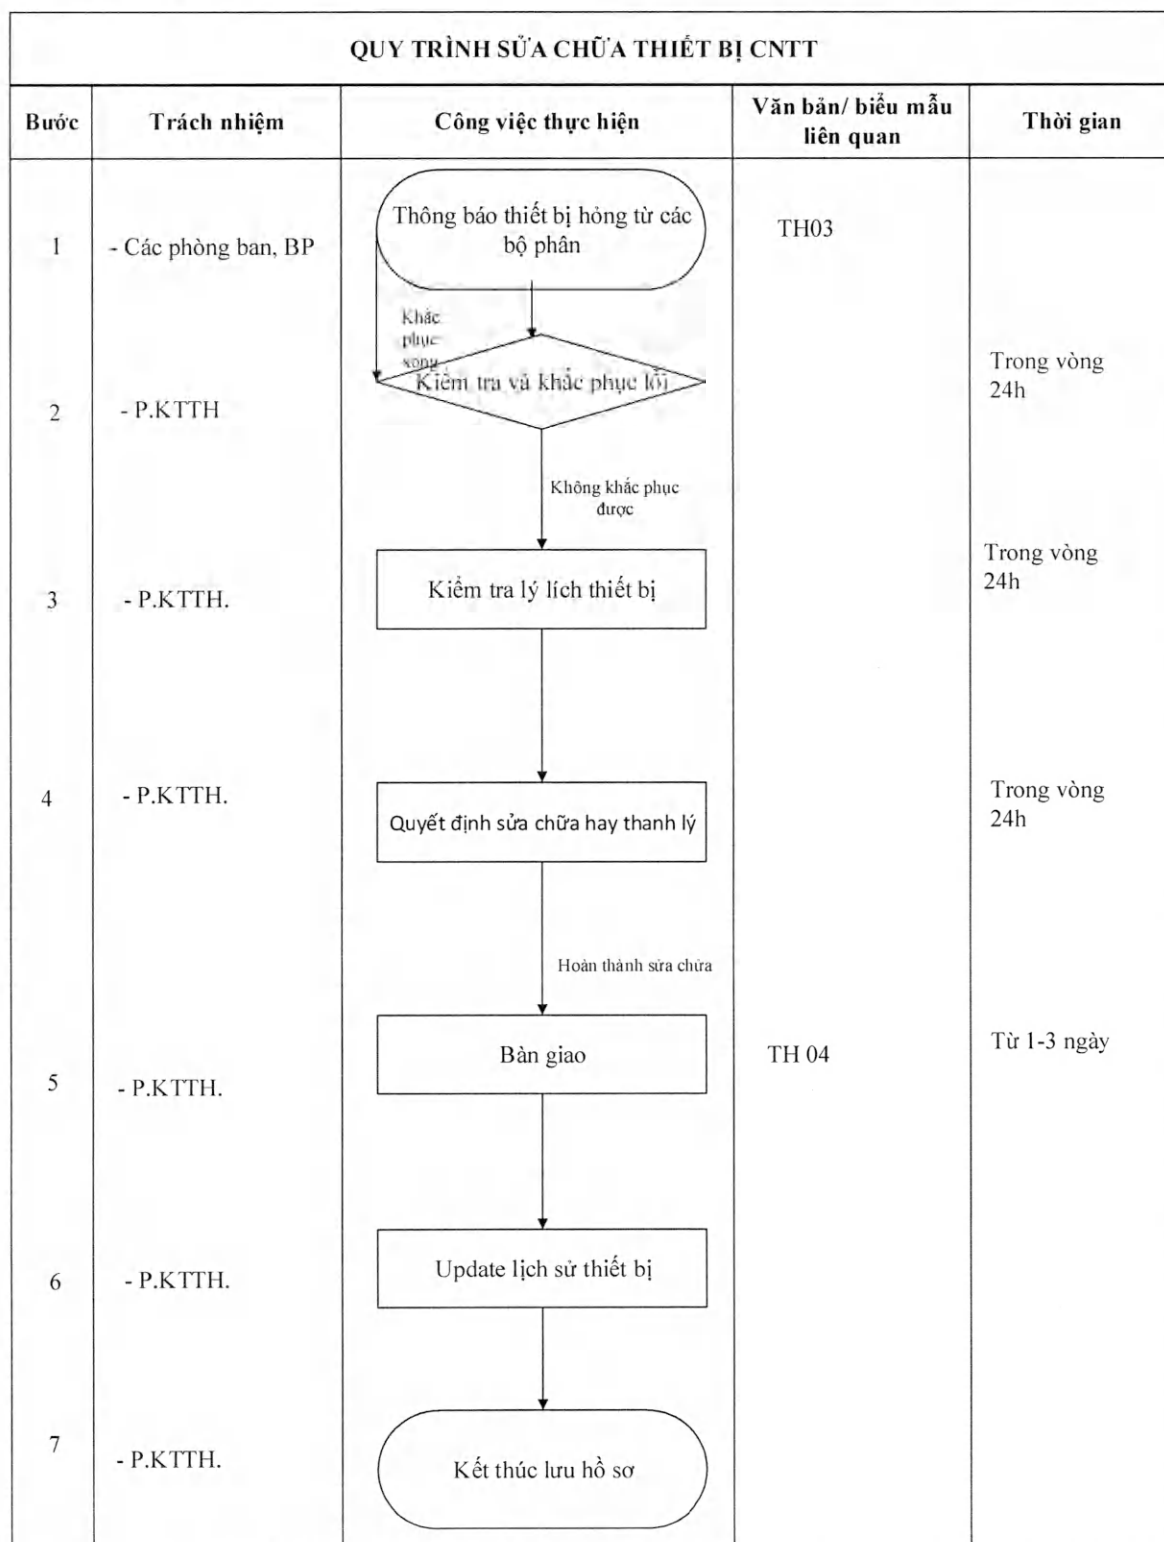 QUY TRÌNH SỬA CHỮA THIẾT BỊ CNTT
Bước
Trách nhiệm
Công việc thực hiện
Văn bản/ biểu mẫu
liên quan
Thời gian
1
- Các phòng ban, BP
Thông báo thiết bị hỏng từ các
bộ phân
TH03
Khắc
phục
xong
2
- P.KTTH
Kiểm tra và khắc phục lỗi
Trong vòng
24h
Không khắc phục
được
3
- P.KTTH.
Kiểm tra lý lích thiết bị
Trong vòng
24h
4
- P.KTTH.
Quyết định sửa chữa hay thanh lý
Trong vòng
24h
Hoàn thành sửa chửa
5
- P.KTTH.
Bàn giao
TH 04
Từ 1-3 ngày
6
- P.KTTH.
Update lịch sử thiết bị
7
- P.KTTH.
Kết thúc lưu hồ sơ